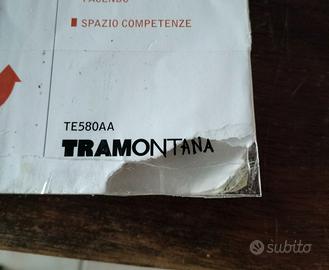 FACENDO
SPAZIO COMPETENZE
TE580AA
TRAMONTANA
subito